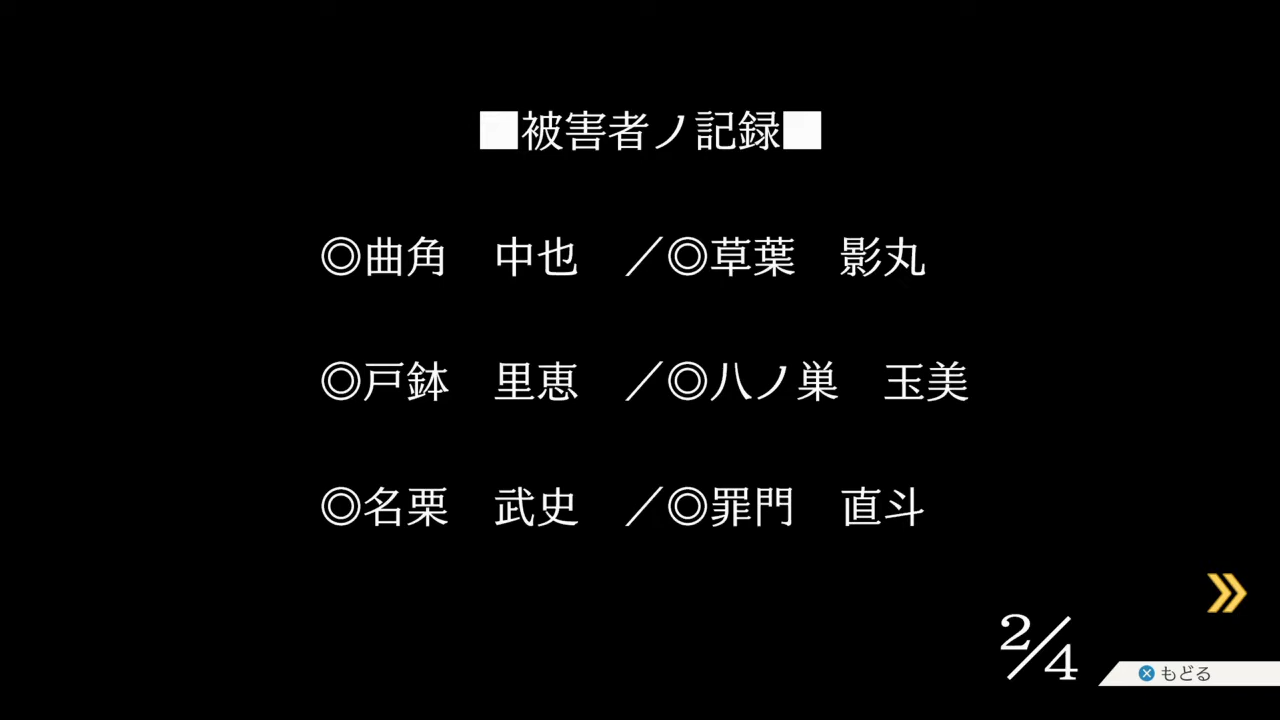 ■被害者ノ記録■
◎曲角　中也　／◎草葉　影丸
◎戸鉢　里恵　／◎八ノ巣　玉美
◎名栗　武史　／◎罪門　直斗
2/4
もどる